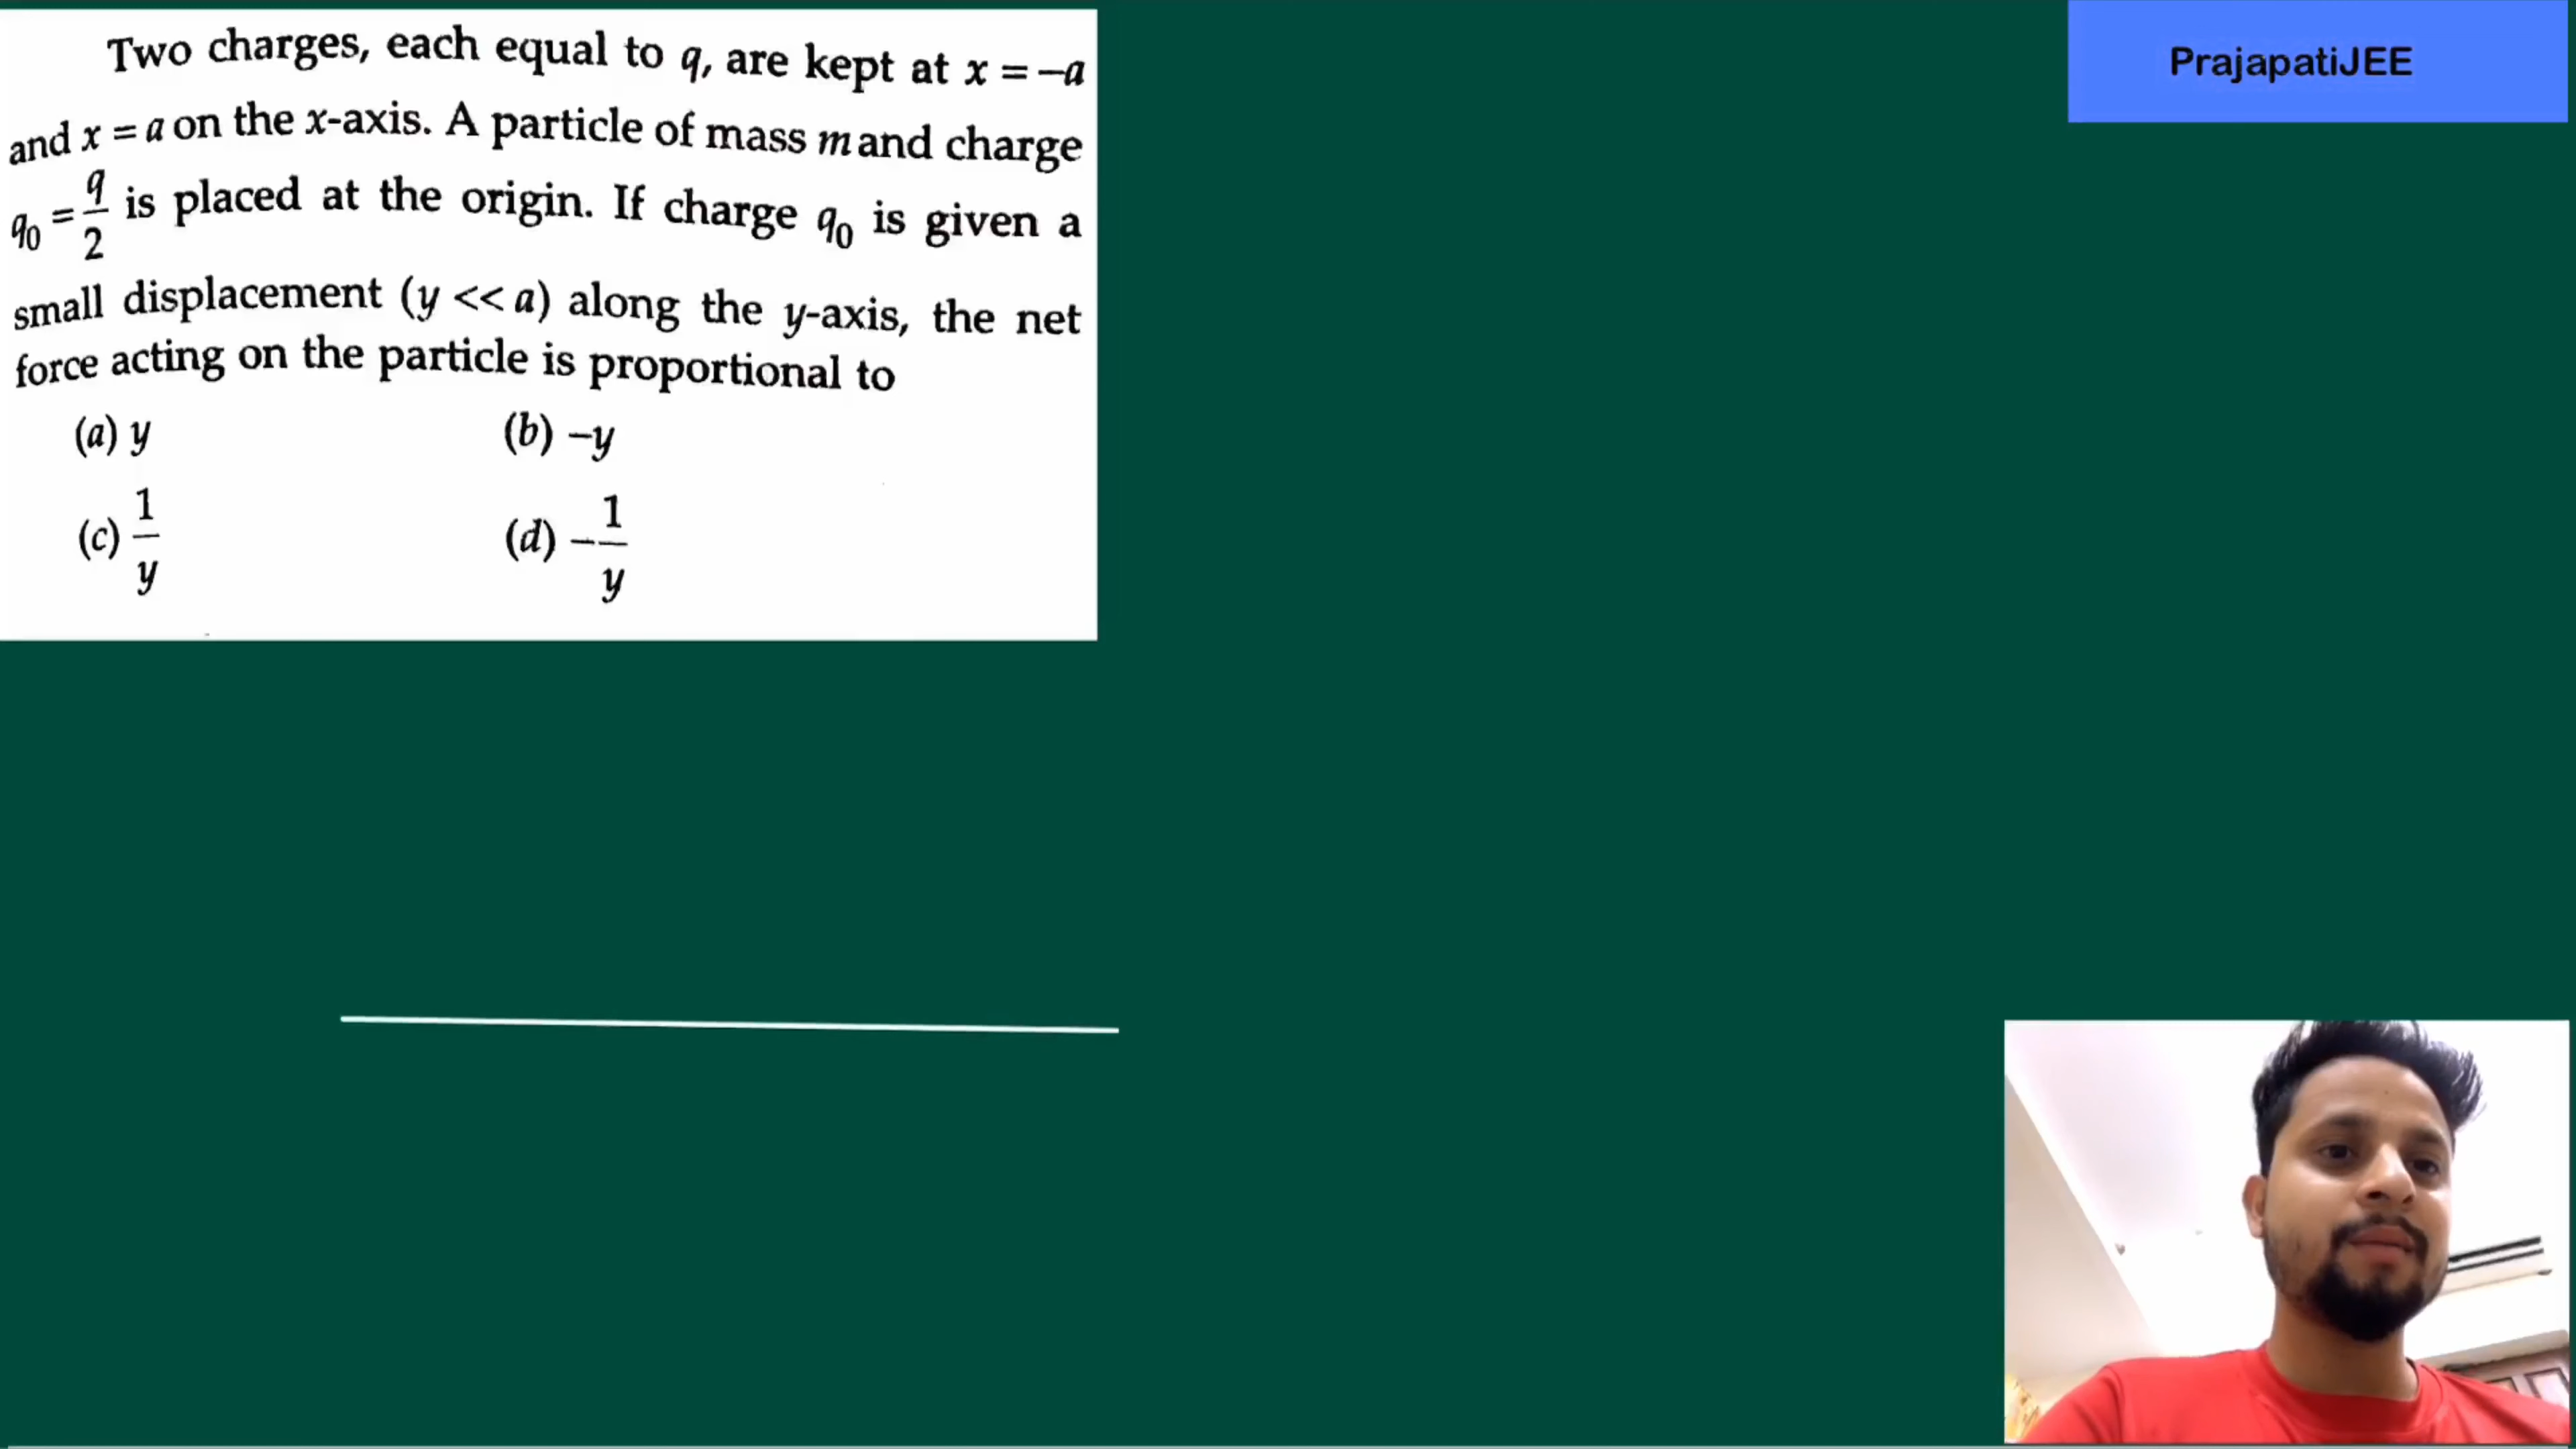 Two charges, each equal to q, are kept at x = –a
and x = a on the x-axis. A particle of mass m and charge
q₀ = q/2 is placed at the origin. If charge q₀ is given a
small displacement (y << a) along the y-axis, the net
force acting on the particle is proportional to
(a) y (b) –y
(c) 1/y (d) –1/y
PrajapatiJEE